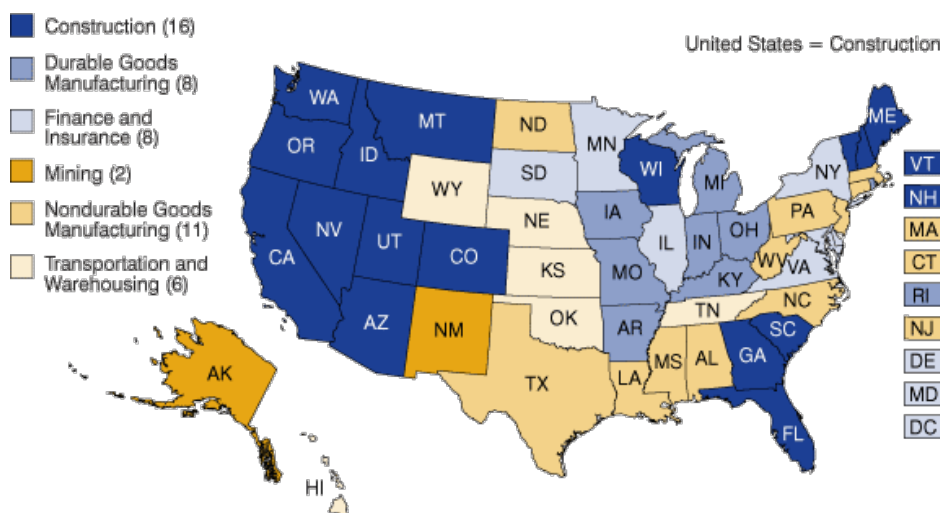 Construction (16)
Durable Goods
Manufacturing (8)
Finance and
Insurance (8)
Mining (2)
Nondurable Goods
Manufacturing (11)
Transportation and
Warehousing (6)
United States = Construction
WA
MT
ND
MN
ME
OR
ID
WI
MI
NY
VT
SD
WY
NH
IA
PA
MA
NE
NV
UT
IL
IN
OH
CA
CO
WV
VA
CT
KS
MO
KY
RI
NC
TN
OK
AZ
NM
AR
SC
NJ
GA
MS
AL
DE
AK
TX
LA
MD
FL
DC
HI